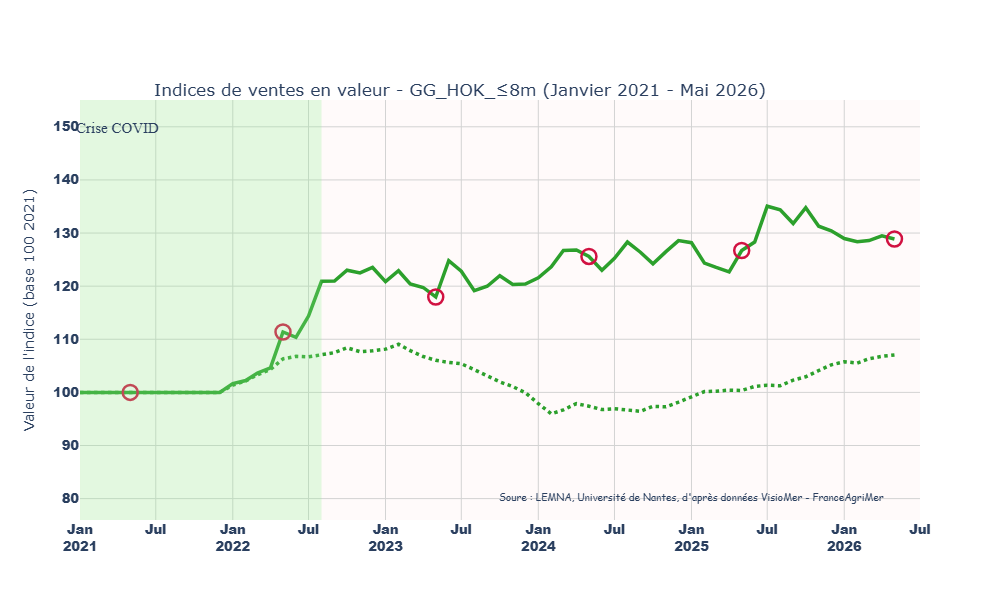 Indices de ventes en valeur - GG_HOK_≤8m (Janvier 2021 - Mai 2026)
Valeur de l'indice (base 100 2021)
150
140
130
120
110
100
90
80
Crise COVID
Soure : LEMNA, Université de Nantes, d'après données VisioMer - FranceAgriMer
Jan Jul Jan Jul Jan Jul Jan Jul Jan Jul Jan Jul
2021 2022 2023 2024 2025 2026